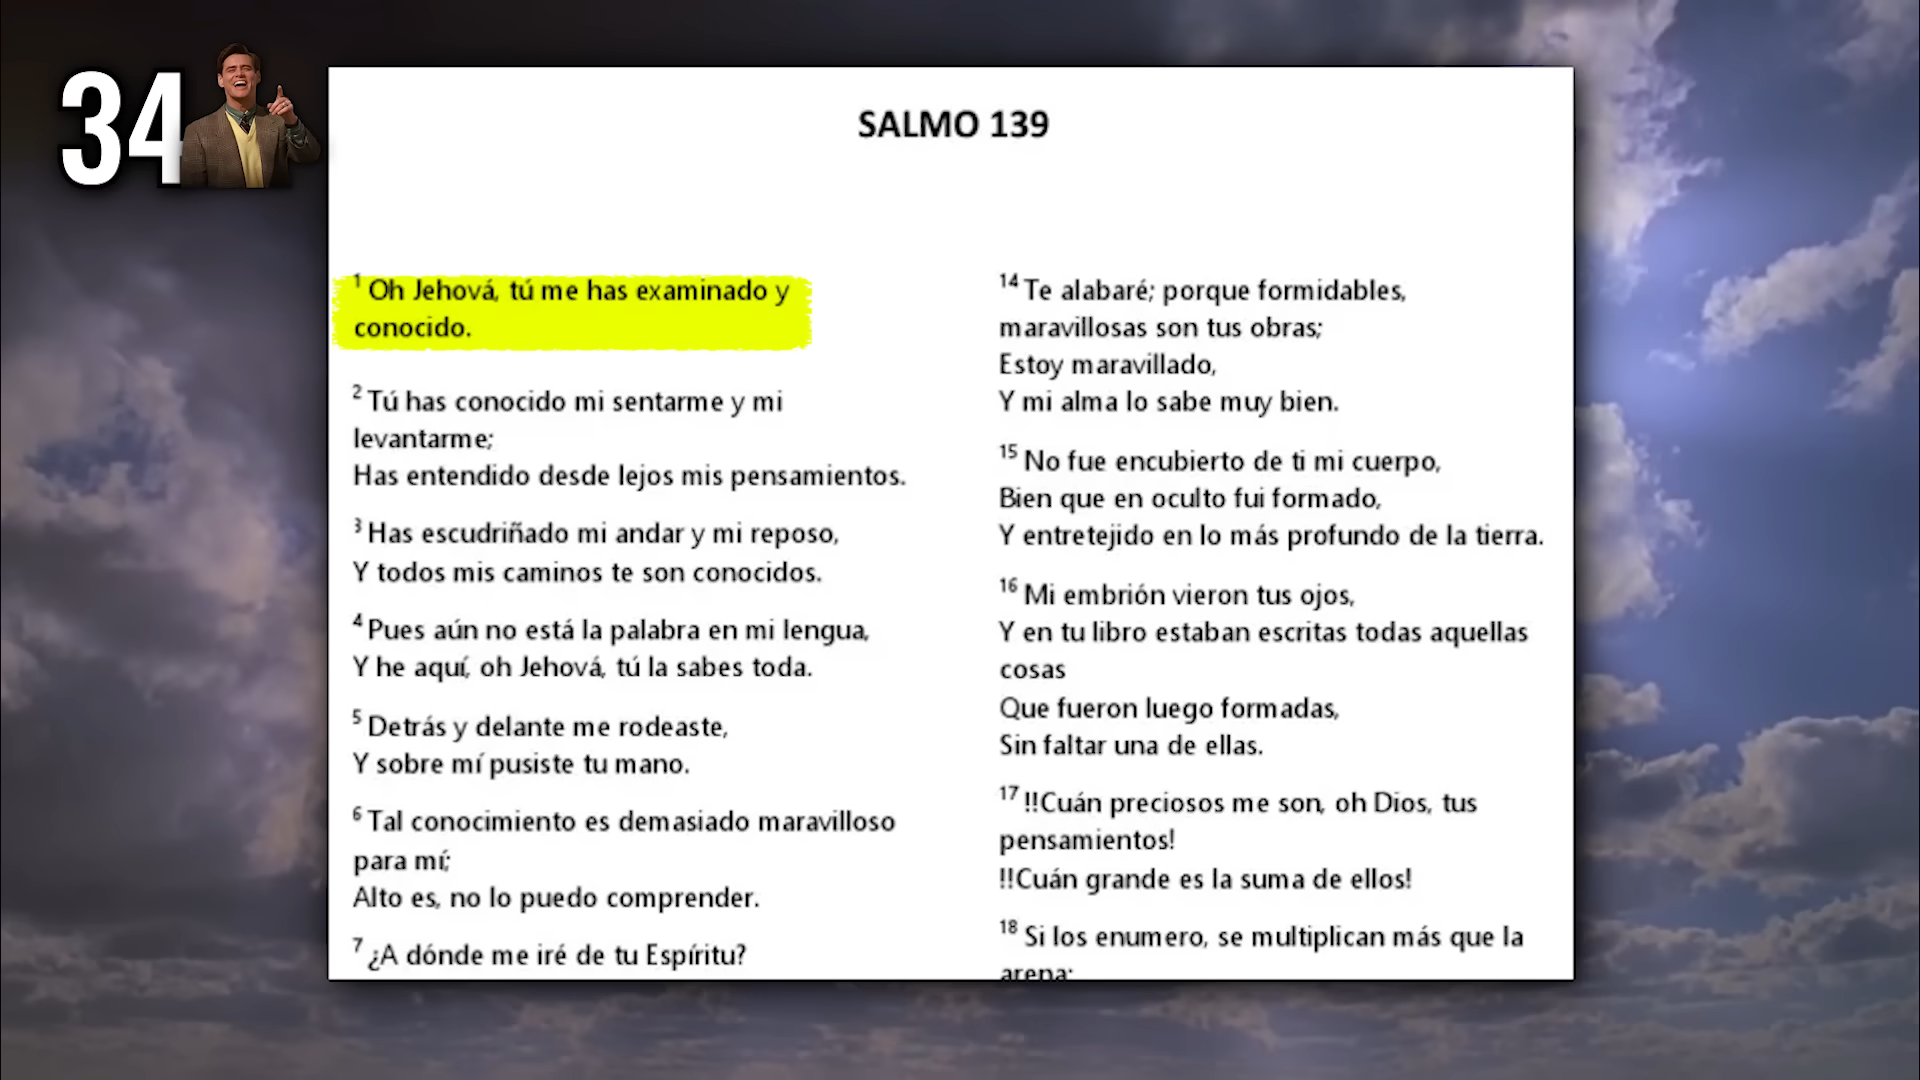 34
SALMO 139
1 Oh Jehová, tú me has examinado y
conocido.
2 Tú has conocido mi sentarme y mi
levantarme;
Has entendido desde lejos mis pensamientos.
3 Has escudriñado mi andar y mi reposo,
Y todos mis caminos te son conocidos.
4 Pues aún no está la palabra en mi lengua,
Y he aquí, oh Jehová, tú la sabes toda.
5 Detrás y delante me rodeaste,
Y sobre mí pusiste tu mano.
6 Tal conocimiento es demasiado maravilloso
para mí;
Alto es, no lo puedo comprender.
7 ¿A dónde me iré de tu Espíritu?
14 Te alabaré; porque formidables,
maravillosas son tus obras;
Estoy maravillado,
Y mi alma lo sabe muy bien.
15 No fue encubierto de ti mi cuerpo,
Bien que en oculto fui formado,
Y entretejido en lo más profundo de la tierra.
16 Mi embrión vieron tus ojos,
Y en tu libro estaban escritas todas aquellas
cosas
Que fueron luego formadas,
Sin faltar una de ellas.
17 !!Cuán preciosos me son, oh Dios, tus
pensamientos!
!!Cuán grande es la suma de ellos!
18 Si los enumero, se multiplican más que la
arena;